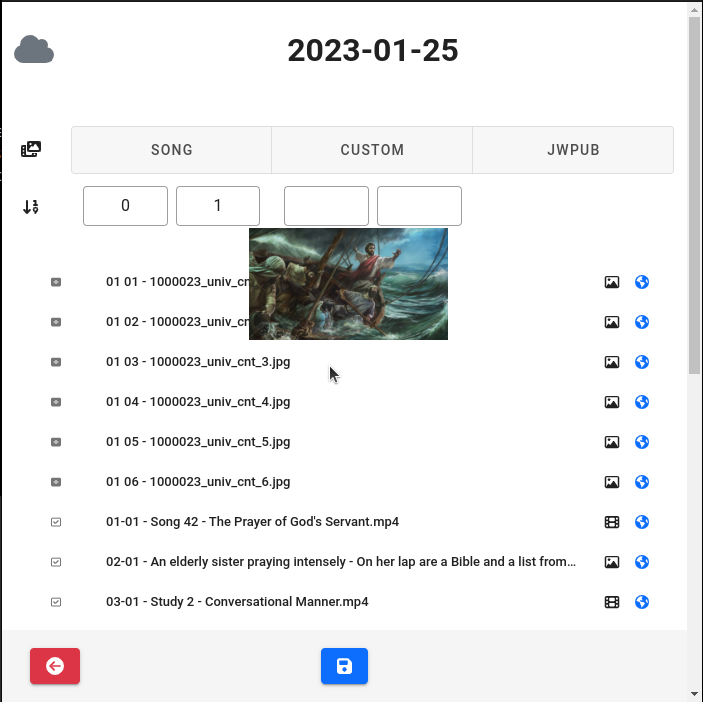 2023-01-25
SONG CUSTOM JWPUB
0 1
01 01 - 1000023_univ_cn
01 02 - 1000023_univ_cn
01 03 - 1000023_univ_cnt_3.jpg
01 04 - 1000023_univ_cnt_4.jpg
01 05 - 1000023_univ_cnt_5.jpg
01 06 - 1000023_univ_cnt_6.jpg
01-01 - Song 42 - The Prayer of God's Servant.mp4
02-01 - An elderly sister praying intensely - On her lap are a Bible and a list from...
03-01 - Study 2 - Conversational Manner.mp4